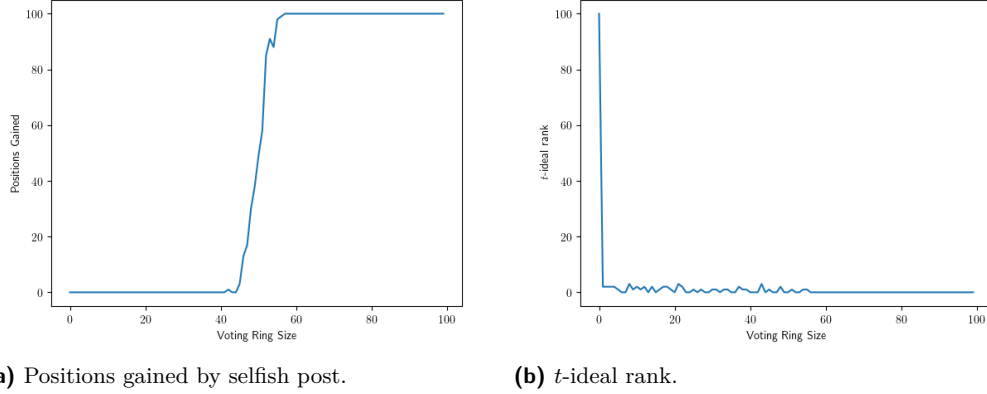 100
80
60
40
20
0
Positions Gained
0 20 40 60 80 100
Voting Ring Size
100
80
60
40
20
0
t-ideal rank
0 20 40 60 80 100
Voting Ring Size
) Positions gained by selfish post.
(b) t-ideal rank.